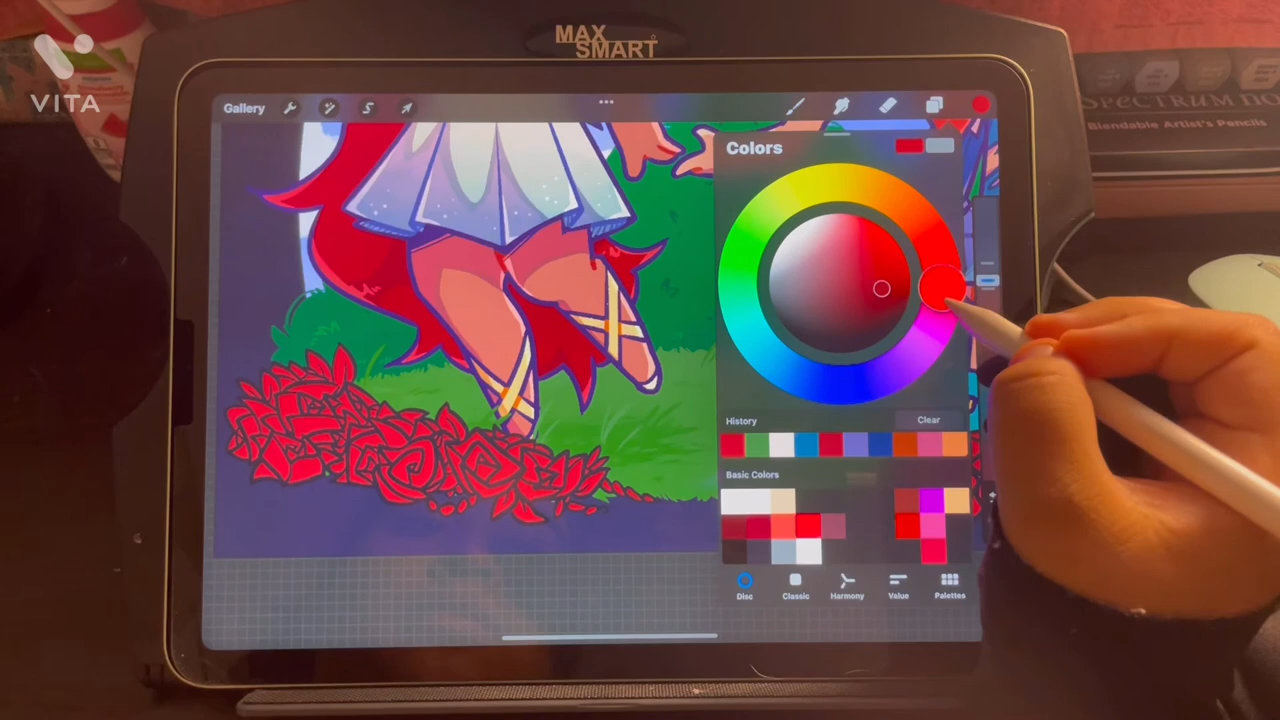 VITA
MAX
SMART
SPECTRUM NO
Blendable Artist's Pencils
Gallery
Colors
History
Clear
Basic Colors
Disc
Classic
Harmony
Value
Palettes